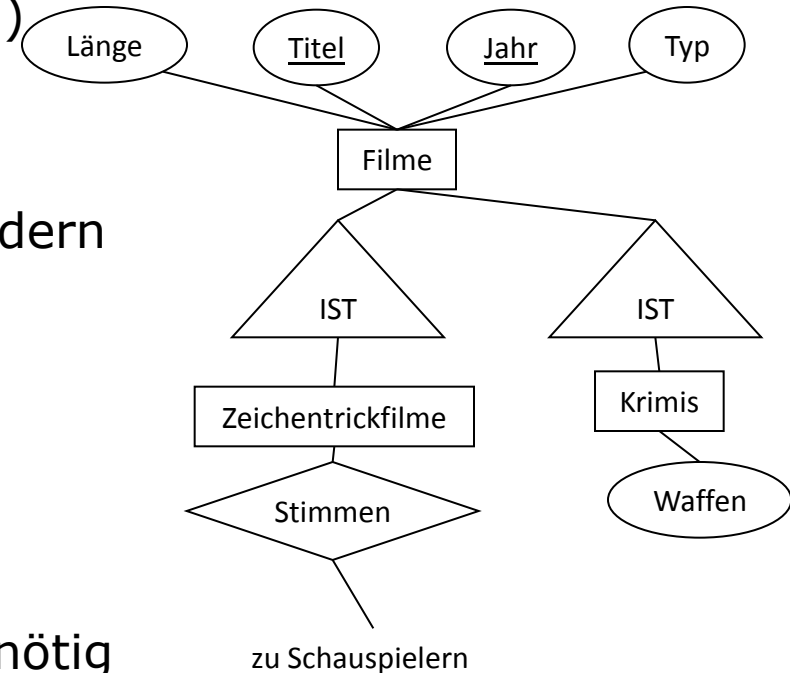 )
Länge Titel Jahr Typ
Filme
dern
IST IST
Krimis
Zeichentrickfilme
Waffen
Stimmen
nötig
zu Schauspielern